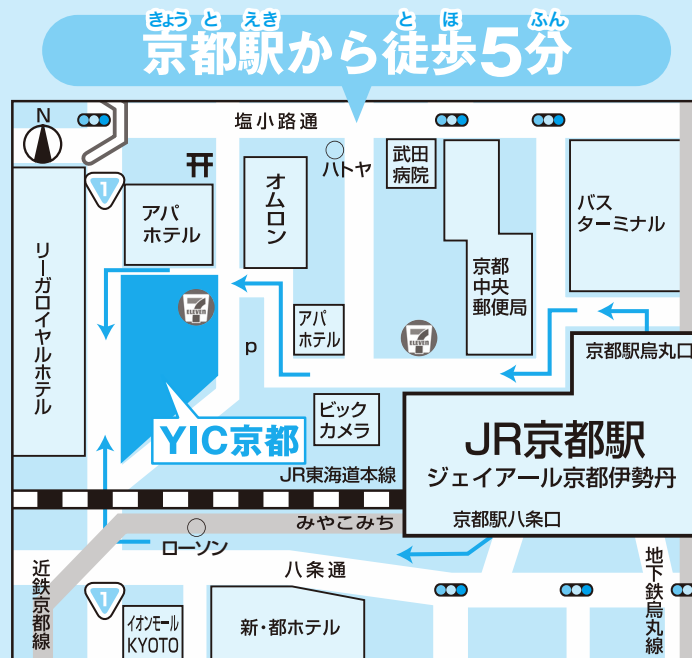 きょう と えき と ほ ふん
京都駅から徒歩5分
N
塩小路通
ハトヤ
武田
病院
1
アパ
ホテル
オムロン
バス
ターミナル
京都
中央
郵便局
リーガロイヤルホテル
7
ELEVEN
アパ
ホテル
7
ELEVEN
P
京都駅烏丸口
ビック
カメラ
YIC京都
JR京都駅
ジェイアール京都伊勢丹
JR東海道本線
みやこみち
京都駅八条口
ローソン
八条通
近鉄京都線
地下鉄烏丸線
1
イオンモール
KYOTO
新・都ホテル